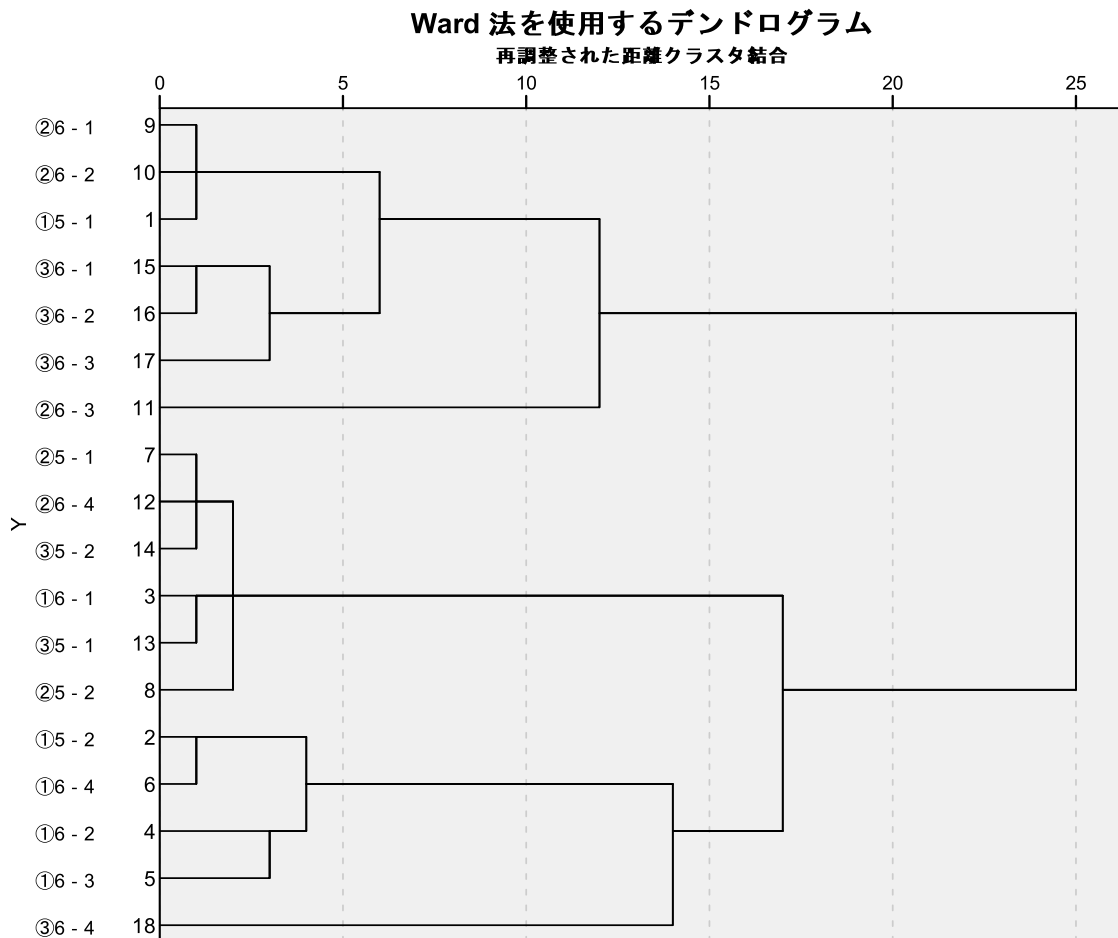 Ward 法を使用するデンドログラム
再調整された距離クラスタ結合
0 5 10 15 20 25
②6 - 1 9
②6 - 2 10
①5 - 1 1
③6 - 1 15
③6 - 2 16
③6 - 3 17
②6 - 3 11
②5 - 1 7
②6 - 4 12
Y
③5 - 2 14
①6 - 1 3
③5 - 1 13
②5 - 2 8
①5 - 2 2
①6 - 4 6
①6 - 2 4
①6 - 3 5
③6 - 4 18